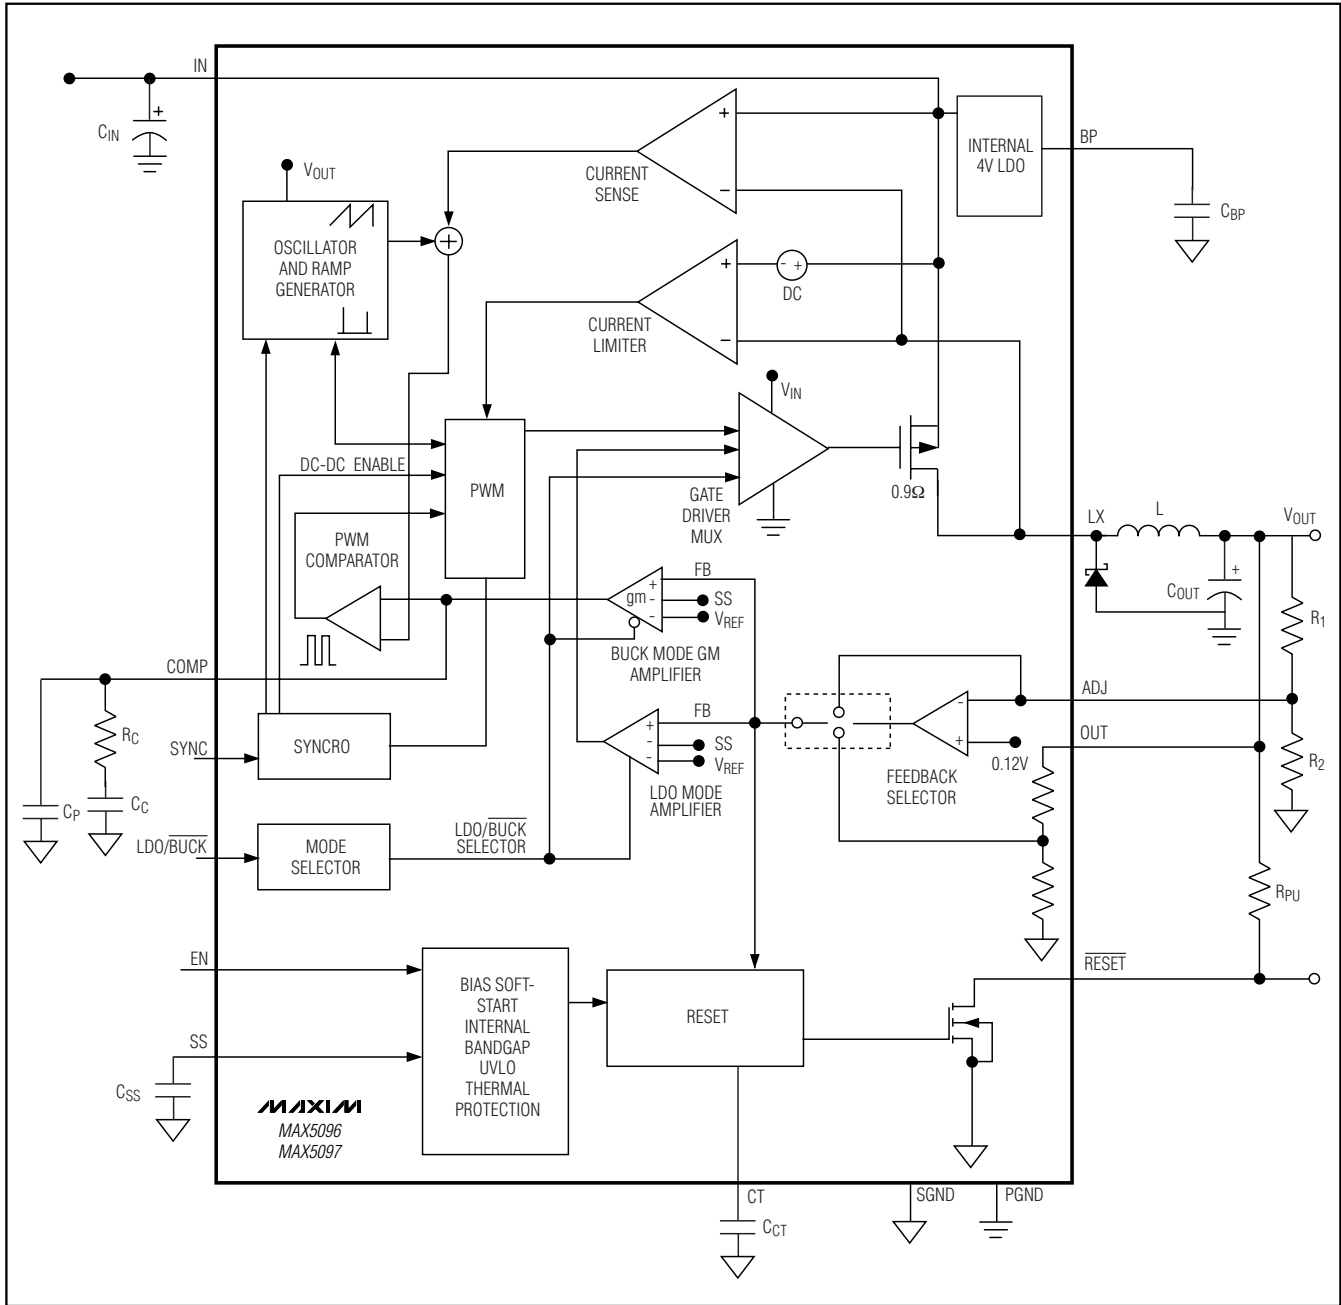 IN
CIN
+
VOUT
OSCILLATOR
AND RAMP
GENERATOR
+
CURRENT
SENSE
+
-
INTERNAL
4V LDO
BP
CBP
CURRENT
LIMITER
+
-
- +
DC
VIN
DC-DC ENABLE
PWM
GATE
DRIVER
MUX
0.9Ω
LX
L
VOUT
COUT
+
R1
PWM
COMPARATOR
gm
+
-
-
FB
SS
VREF
BUCK MODE GM
AMPLIFIER
COMP
RC
CC
CP
SYNC
SYNCRO
FB
+
-
-
SS
VREF
LDO MODE
AMPLIFIER
-
+
0.12V
FEEDBACK
SELECTOR
ADJ
OUT
R2
LDO/BUCK
MODE
SELECTOR
LDO/BUCK
SELECTOR
RPU
EN
SS
CSS
BIAS SOFT-
START
INTERNAL
BANDGAP
UVLO
THERMAL
PROTECTION
RESET
RESET
MAXIM
MAX5096
MAX5097
CT
CCT
SGND
PGND